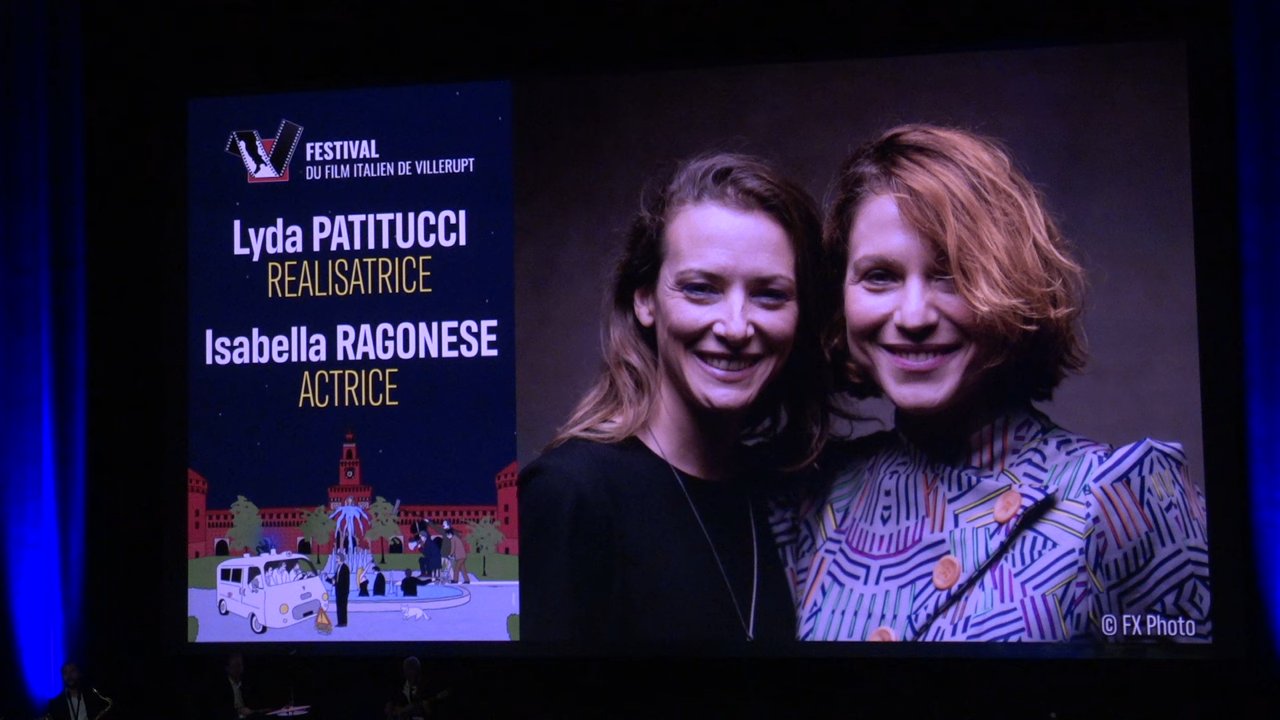 FESTIVAL
DU FILM ITALIEN DE VILLERUPT
Lyda PATITUCCI
REALISATRICE
Isabella RAGONESE
ACTRICE
© FX Photo